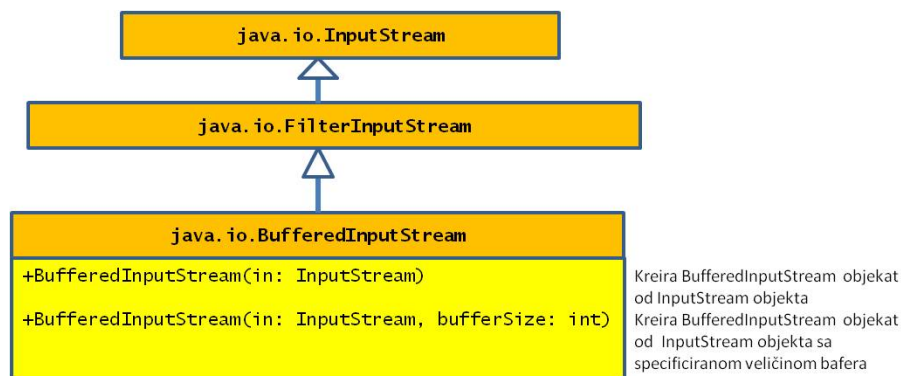 java.io.InputStream
java.io.FilterInputStream
java.io.BufferedInputStream
+BufferedInputStream(in: InputStream)
+BufferedInputStream(in: InputStream, bufferSize: int)
Kreira BufferedInputStream objekat
od InputStream objekta
Kreira BufferedInputStream objekat
od InputStream objekta sa
specificiranom veličinom bafera